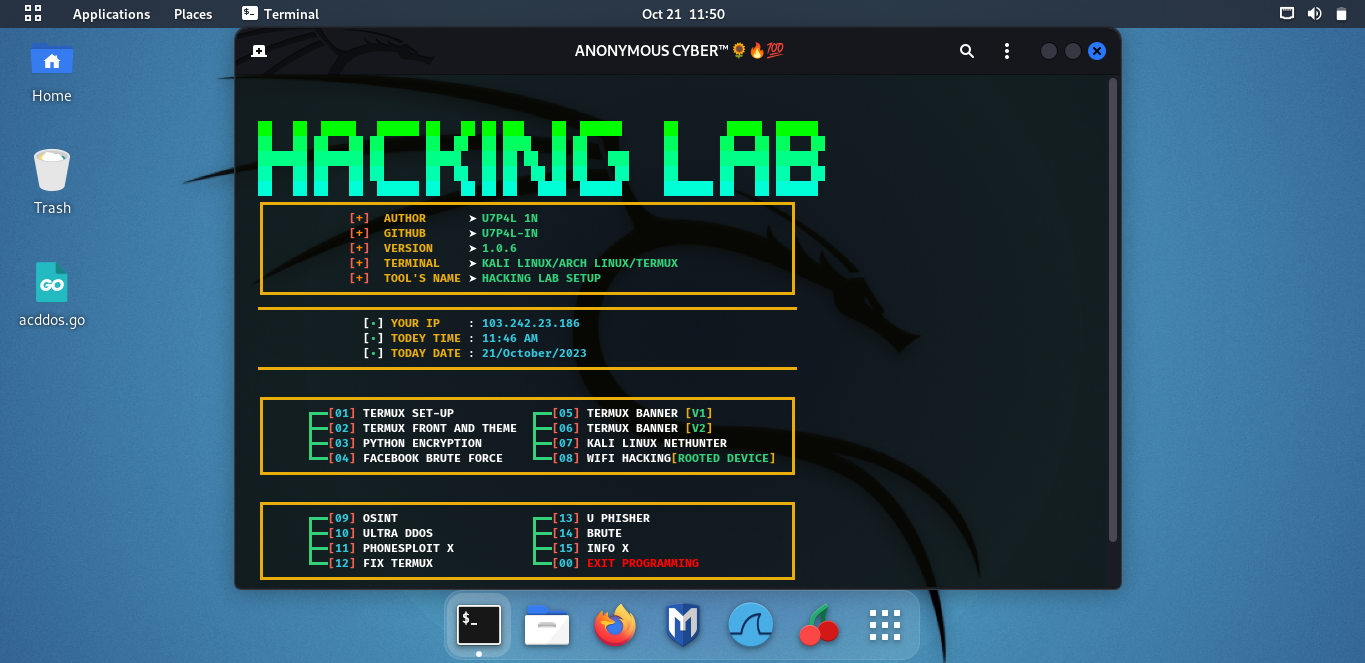 Applications Places Terminal Oct 21 11:50
ANONYMOUS CYBER™🌻🔥💯
Home
Trash
GO
acddos.go
HACKING LAB
[+] AUTHOR ➤ U7P4L 1N
[+] GITHUB ➤ U7P4L-IN
[+] VERSION ➤ 1.0.6
[+] TERMINAL ➤ KALI LINUX/ARCH LINUX/TERMUX
[+] TOOL'S NAME ➤ HACKING LAB SETUP
[•] YOUR IP : 103.242.23.186
[•] TODEY TIME : 11:46 AM
[•] TODAY DATE : 21/October/2023
[01] TERMUX SET-UP [05] TERMUX BANNER [V1]
[02] TERMUX FRONT AND THEME [06] TERMUX BANNER [V2]
[03] PYTHON ENCRYPTION [07] KALI LINUX NETHUNTER
[04] FACEBOOK BRUTE FORCE [08] WIFI HACKING[ROOTED DEVICE]
[09] OSINT [13] U PHISHER
[10] ULTRA DDOS [14] BRUTE
[11] PHONESPLOIT X [15] INFO X
[12] FIX TERMUX [00] EXIT PROGRAMMING
$_